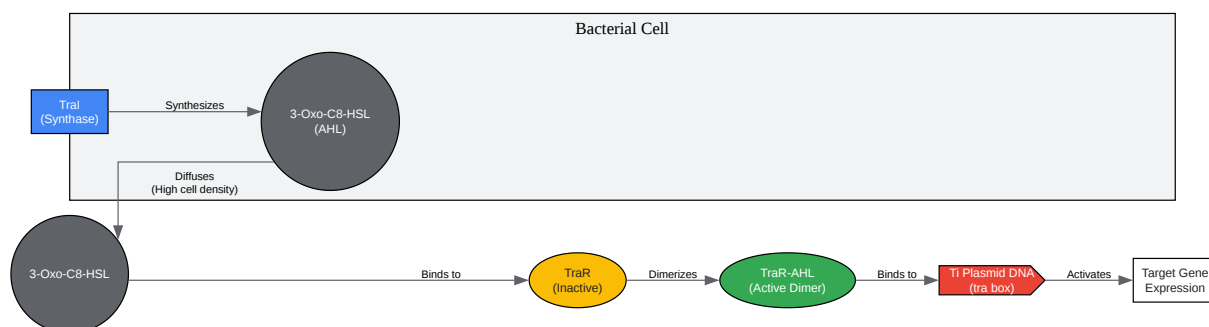 Bacterial Cell
TraI
(Synthase)
Synthesizes
3-Oxo-C8-HSL
(AHL)
Diffuses
(High cell density)
3-Oxo-C8-HSL
Binds to
TraR
(Inactive)
Dimerizes
TraR-AHL
(Active Dimer)
Binds to
Ti Plasmid DNA
(tra box)
Activates
Target Gene
Expression